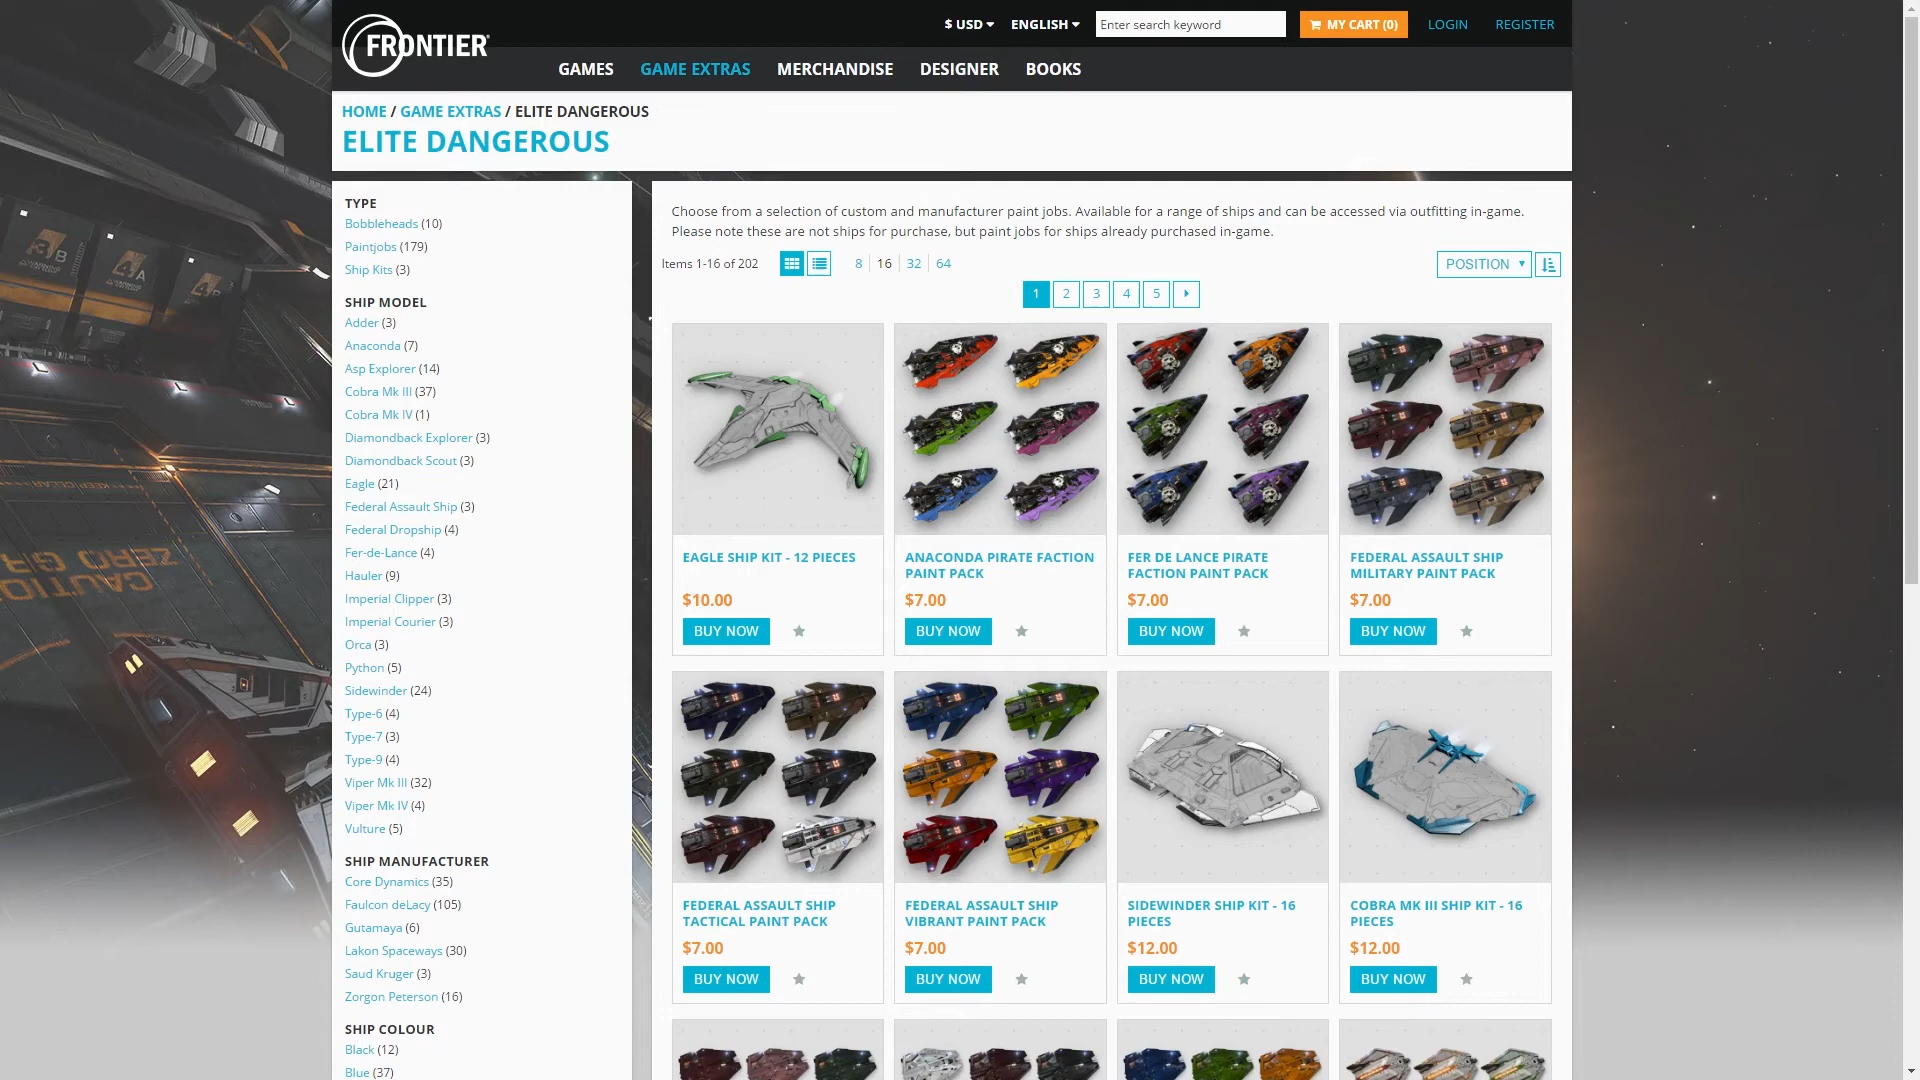 $ USD
ENGLISH
Enter search keyword
MY CART (0)
LOGIN
REGISTER
FRONTIER
GAMES
GAME EXTRAS
MERCHANDISE
DESIGNER
BOOKS
HOME / GAME EXTRAS / ELITE DANGEROUS
ELITE DANGEROUS
TYPE
Bobbleheads (10)
Paintjobs (179)
Ship Kits (3)
SHIP MODEL
Adder (3)
Anaconda (7)
Asp Explorer (14)
Cobra Mk III (37)
Cobra Mk IV (1)
Diamondback Explorer (3)
Diamondback Scout (3)
Eagle (21)
Federal Assault Ship (3)
Federal Dropship (4)
Fer-de-Lance (4)
Hauler (9)
Imperial Clipper (3)
Imperial Courier (3)
Orca (3)
Python (5)
Sidewinder (24)
Type-6 (4)
Type-7 (3)
Type-9 (4)
Viper Mk III (32)
Viper Mk IV (4)
Vulture (5)
SHIP MANUFACTURER
Core Dynamics (35)
Faulcon deLacy (105)
Gutamaya (6)
Lakon Spaceways (30)
Saud Kruger (3)
Zorgon Peterson (16)
SHIP COLOUR
Black (12)
Blue (37)
Choose from a selection of custom and manufacturer paint jobs. Available for a range of ships and can be accessed via outfitting in-game.
Please note these are not ships for purchase, but paint jobs for ships already purchased in-game.
Items 1-16 of 202
8
16
32
64
POSITION
1
2
3
4
5
EAGLE SHIP KIT - 12 PIECES
$10.00
BUY NOW
ANACONDA PIRATE FACTION
PAINT PACK
$7.00
BUY NOW
FER DE LANCE PIRATE
FACTION PAINT PACK
$7.00
BUY NOW
FEDERAL ASSAULT SHIP
MILITARY PAINT PACK
$7.00
BUY NOW
FEDERAL ASSAULT SHIP
TACTICAL PAINT PACK
$7.00
BUY NOW
FEDERAL ASSAULT SHIP
VIBRANT PAINT PACK
$7.00
BUY NOW
SIDEWINDER SHIP KIT - 16
PIECES
$12.00
BUY NOW
COBRA MK III SHIP KIT - 16
PIECES
$12.00
BUY NOW
3B
4A
4A
CAUTION
ZERO GR